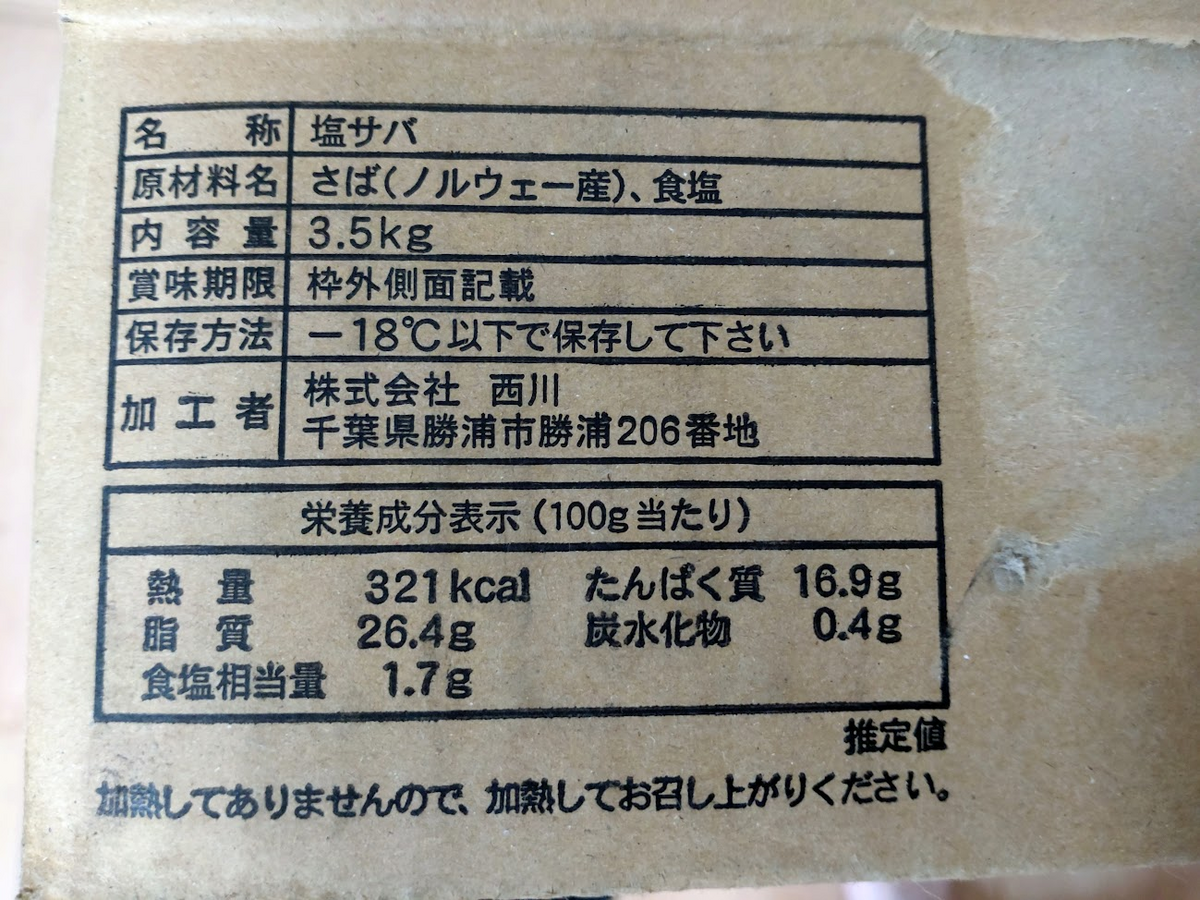 名称 塩サバ
原材料名 さば(ノルウェー産)、食塩
内容量 3.5kg
賞味期限 枠外側面記載
保存方法 －18℃以下で保存して下さい
加工者 株式会社 西川
千葉県勝浦市勝浦206番地
栄養成分表示(100g当たり)
熱量 321kcal たんぱく質 16.9g
脂質 26.4g 炭水化物 0.4g
食塩相当量 1.7g
推定値
加熱してありませんので、加熱してお召し上がりください。